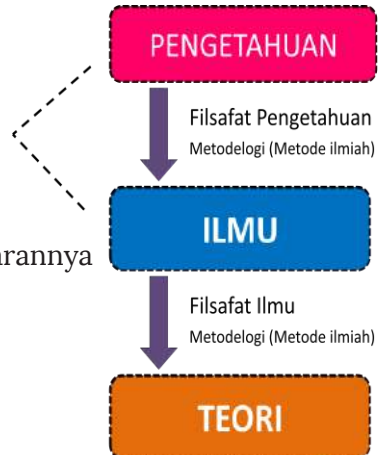 PENGETAHUAN
Filsafat Pengetahuan
Metodelogi (Metode ilmiah)
ILMU
arannya
Filsafat Ilmu
Metodelogi (Metode ilmiah)
TEORI